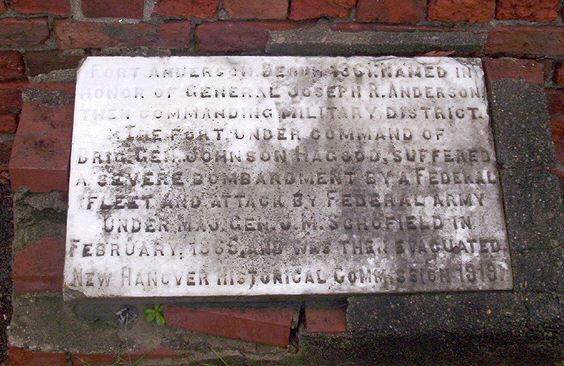 FORT ANDERSON. BEGUN 1861. NAMED IN
HONOR OF GENERAL JOSEPH R. ANDERSON
THEN COMMANDING MILITARY DISTRICT.
THE FORT UNDER COMMAND OF
BRIG. GEN. JOHNSON HAGOOD, SUFFERED
A SEVERE BOMBARDMENT BY A FEDERAL
FLEET AND ATTACK BY FEDERAL ARMY
UNDER MAJ. GEN. J. M. SCHOFIELD IN
FEBRUARY, 1865, AND WAS THEN EVACUATED.
NEW HANOVER HISTORICAL COMMISSION 1919.